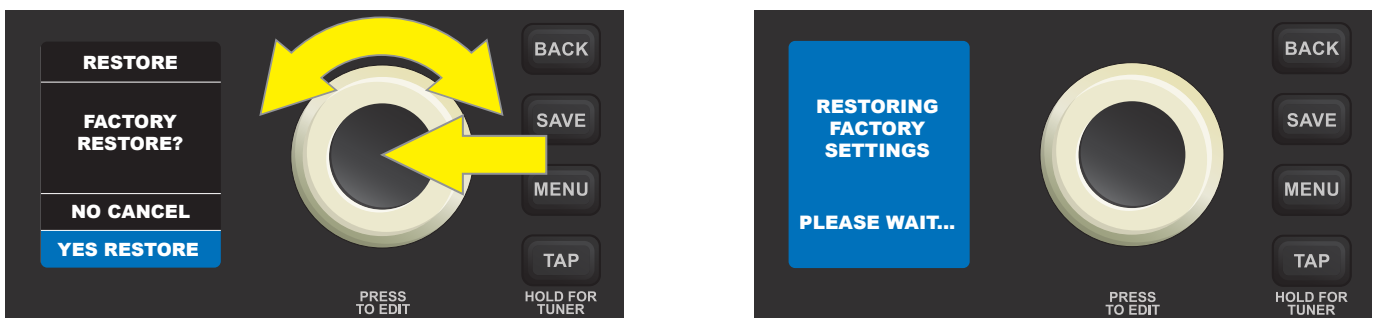 RESTORE
FACTORY
RESTORE?
NO CANCEL
YES RESTORE
PRESS
TO EDIT
BACK
SAVE
MENU
TAP
HOLD FOR
TUNER
RESTORING
FACTORY
SETTINGS
PLEASE WAIT...
PRESS
TO EDIT
BACK
SAVE
MENU
TAP
HOLD FOR
TUNER